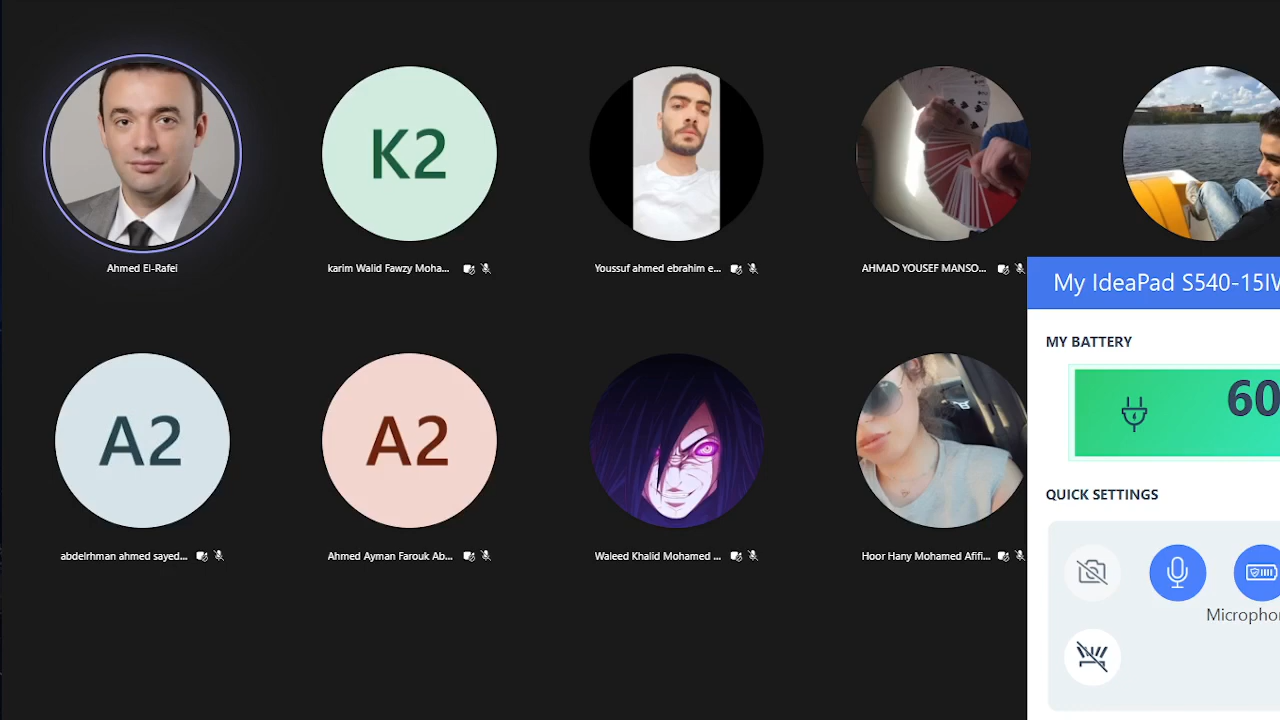 K2
Ahmed El-Rafei
karim Walid Fawzy Moha...
Youssuf ahmed ebrahim e...
AHMAD YOUSEF MANSO...
My IdeaPad S540-15IW
MY BATTERY
60
A2
A2
abdelrhman ahmed sayed...
Ahmed Ayman Farouk Ab...
Waleed Khalid Mohamed ...
Hoor Hany Mohamed Afifi...
QUICK SETTINGS
Microphon